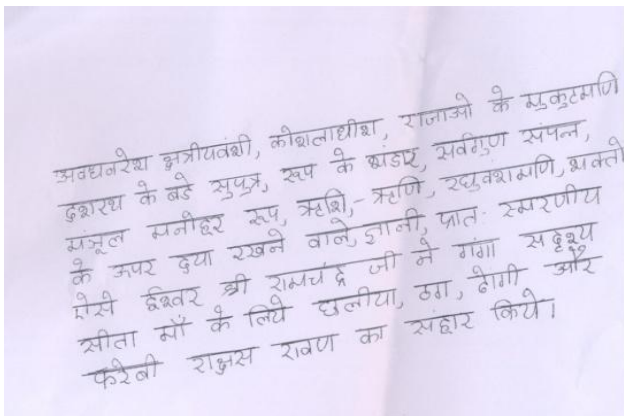 अवधनरेश क्षत्रीयवंशी, कोशलाधीश, राजाओ के मुकुटमणि
दशरथ के बडे सुपुत्र, रूप के भंडार, सर्वगुण संपन्न,
मंजूल मनोहर रूप, ऋषि,- ऋणि, रघुवंशमणि, भक्तो
के ऊपर दया रखने वाले, ज्ञानी, प्रातः स्मरणीय
ऐसे ईश्वर श्री रामचंद्र जी ने गंगा सदृश्य
सीता माँ के लिये छलीया, ठग, ढोगी और
फरेबी राक्षस रावण का संहार किये।